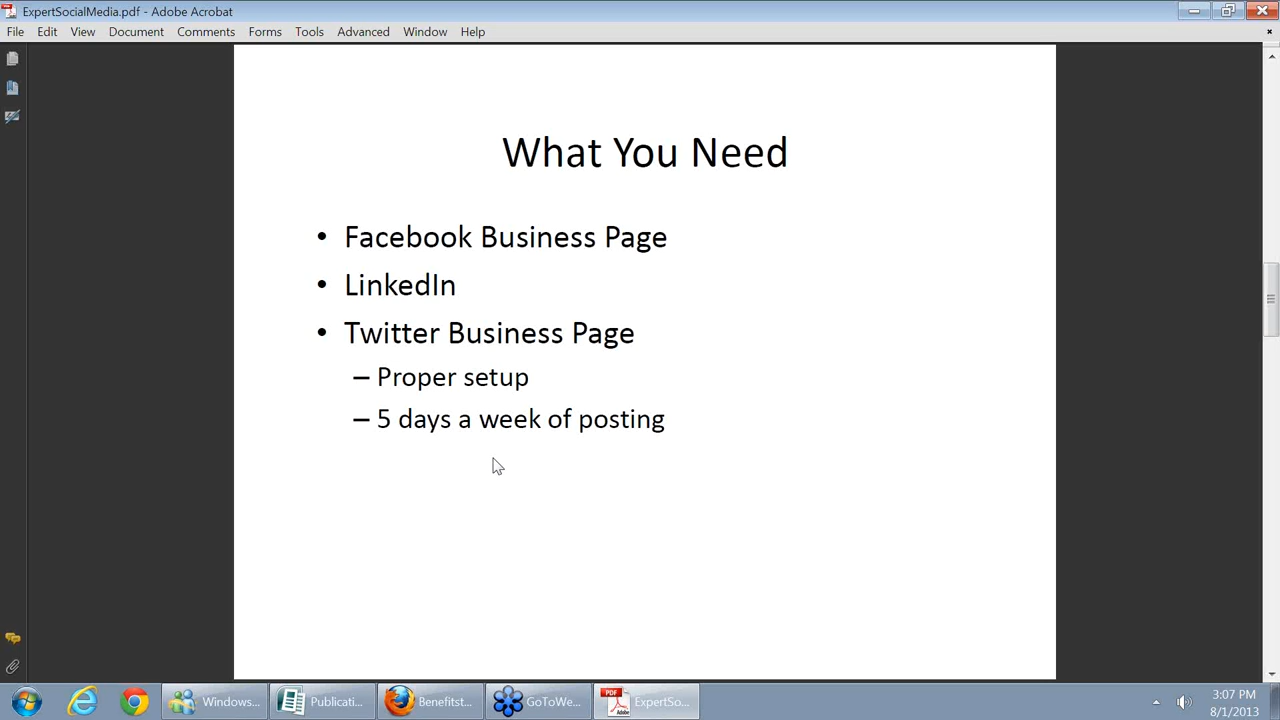 ExpertSocialMedia.pdf - Adobe Acrobat
File Edit View Document Comments Forms Tools Advanced Window Help
What You Need
• Facebook Business Page
• LinkedIn
• Twitter Business Page
– Proper setup
– 5 days a week of posting
Windows... Publicati... Benefitst... GoToWe... PDF Adobe ExpertSo...
3:07 PM
8/1/2013